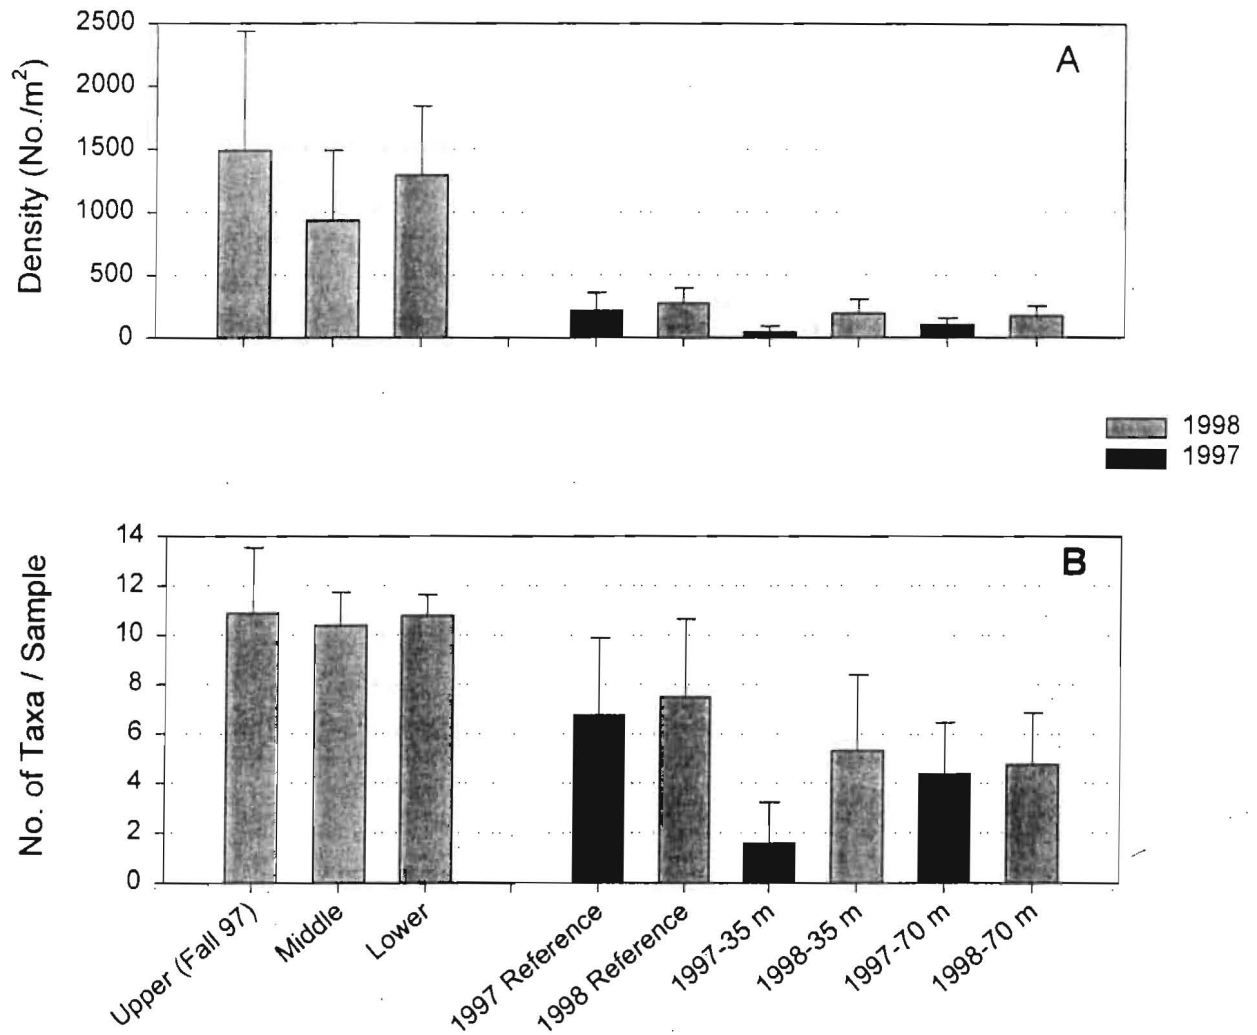 2500
2000
1500
1000
500
0
Density (No./m²)
A
1998
1997
14
12
10
8
6
4
2
0
No. of Taxa / Sample
B
Upper (Fall 97)
Middle
Lower
1997 Reference
1998 Reference
1997-35 m
1998-35 m
1997-70 m
1998-70 m